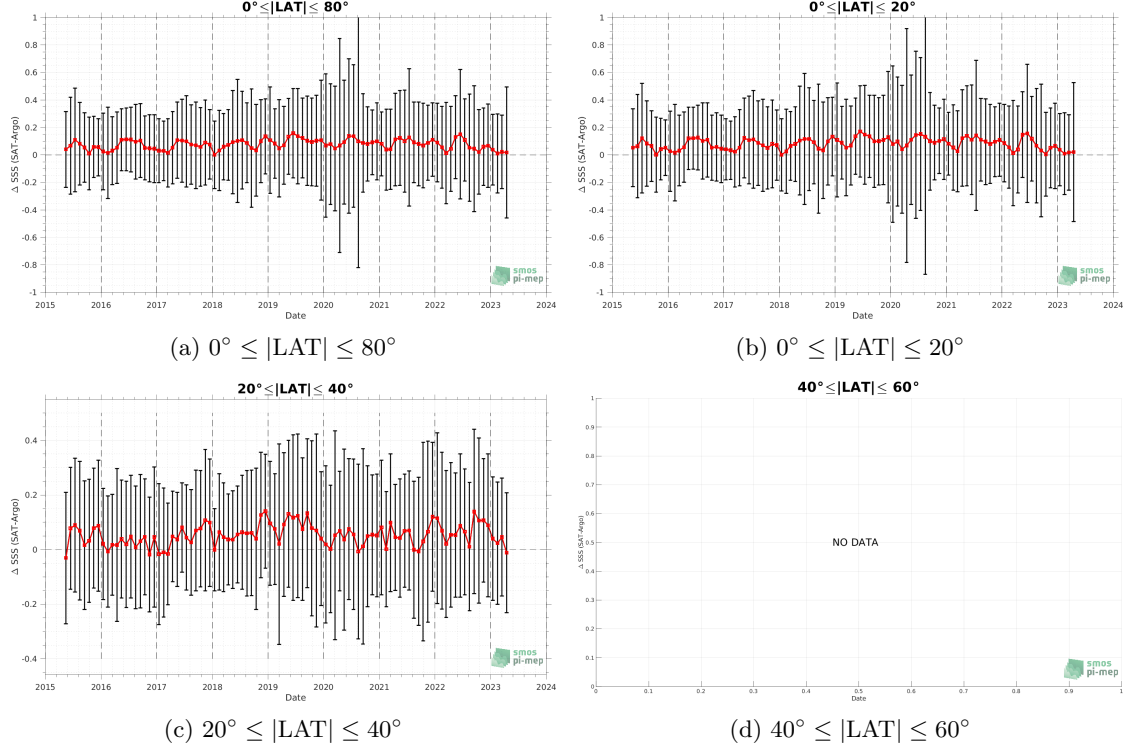 0°≤|LAT|≤ 80°
1
0.8
0.6
0.4
0.2
0
-0.2
-0.4
-0.6
-0.8
-1
Δ SSS (SAT-Argo)
2015 2016 2017 2018 2019 2020 2021 2022 2023 2024
Date
smos
pi-mep
(a) 0° ≤ |LAT| ≤ 80°
0°≤|LAT|≤ 20°
1
0.8
0.6
0.4
0.2
0
-0.2
-0.4
-0.6
-0.8
-1
Δ SSS (SAT-Argo)
2015 2016 2017 2018 2019 2020 2021 2022 2023 2024
Date
smos
pi-mep
(b) 0° ≤ |LAT| ≤ 20°
20°≤|LAT|≤ 40°
0.4
0.2
0
-0.2
-0.4
Δ SSS (SAT-Argo)
2015 2016 2017 2018 2019 2020 2021 2022 2023 2024
Date
smos
pi-mep
(c) 20° ≤ |LAT| ≤ 40°
40°≤|LAT|≤ 60°
1
0.9
0.8
0.7
0.6
0.5
0.4
0.3
0.2
0.1
0
Δ SSS (SAT-Argo)
NO DATA
0 0.1 0.2 0.3 0.4 0.5 0.6 0.7 0.8 0.9 1
Date
smos
pi-mep
(d) 40° ≤ |LAT| ≤ 60°